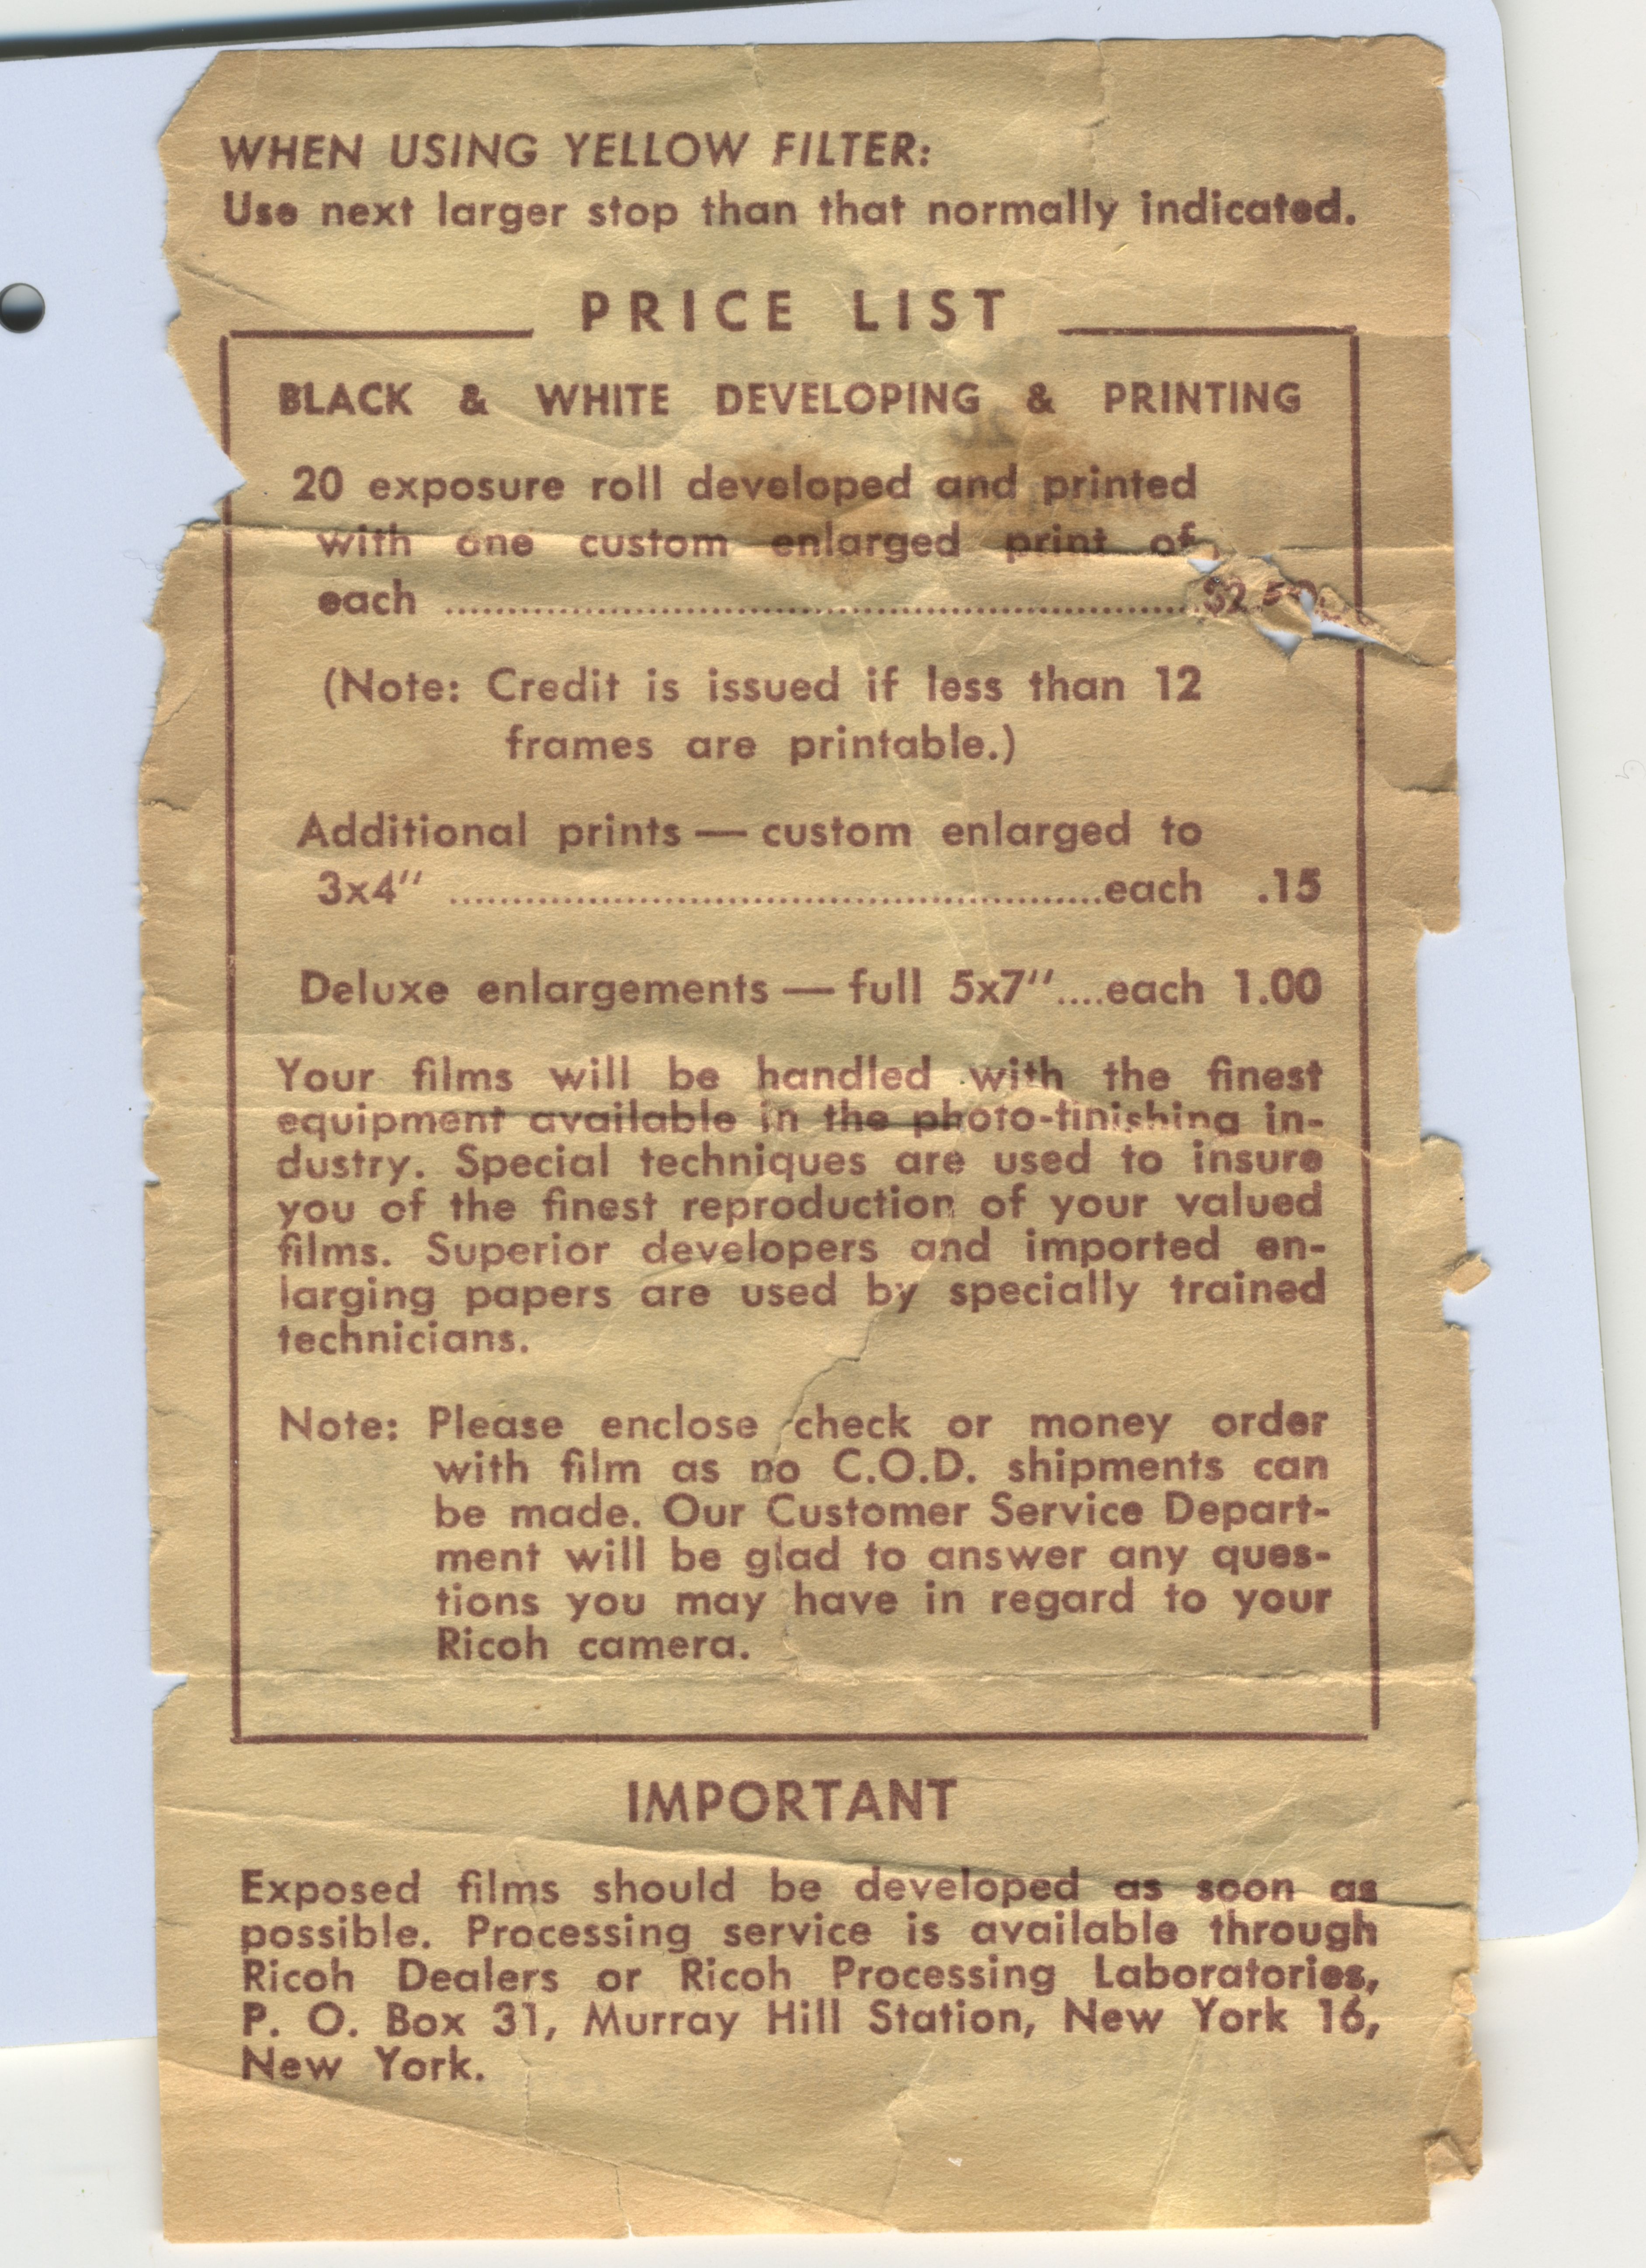 WHEN USING YELLOW FILTER:
Use next larger stop than that normally indicated.
PRICE LIST
BLACK & WHITE DEVELOPING & PRINTING
20 exposure roll developed and printed
with one custom enlarged print of
each ............................................................
(Note: Credit is issued if less than 12
frames are printable.)
Additional prints — custom enlarged to
3x4″ ....................................................each .15
Deluxe enlargements — full 5x7″....each 1.00
Your films will be handled with the finest
equipment available in the photo-finishing in-
dustry. Special techniques are used to insure
you of the finest reproduction of your valued
films. Superior developers and imported en-
larging papers are used by specially trained
technicians.
Note: Please enclose check or money order
with film as no C.O.D. shipments can
be made. Our Customer Service Depart-
ment will be glad to answer any ques-
tions you may have in regard to your
Ricoh camera.
IMPORTANT
Exposed films should be developed as soon as
possible. Processing service is available through
Ricoh Dealers or Ricoh Processing Laboratories,
P. O. Box 31, Murray Hill Station, New York 16,
New York.